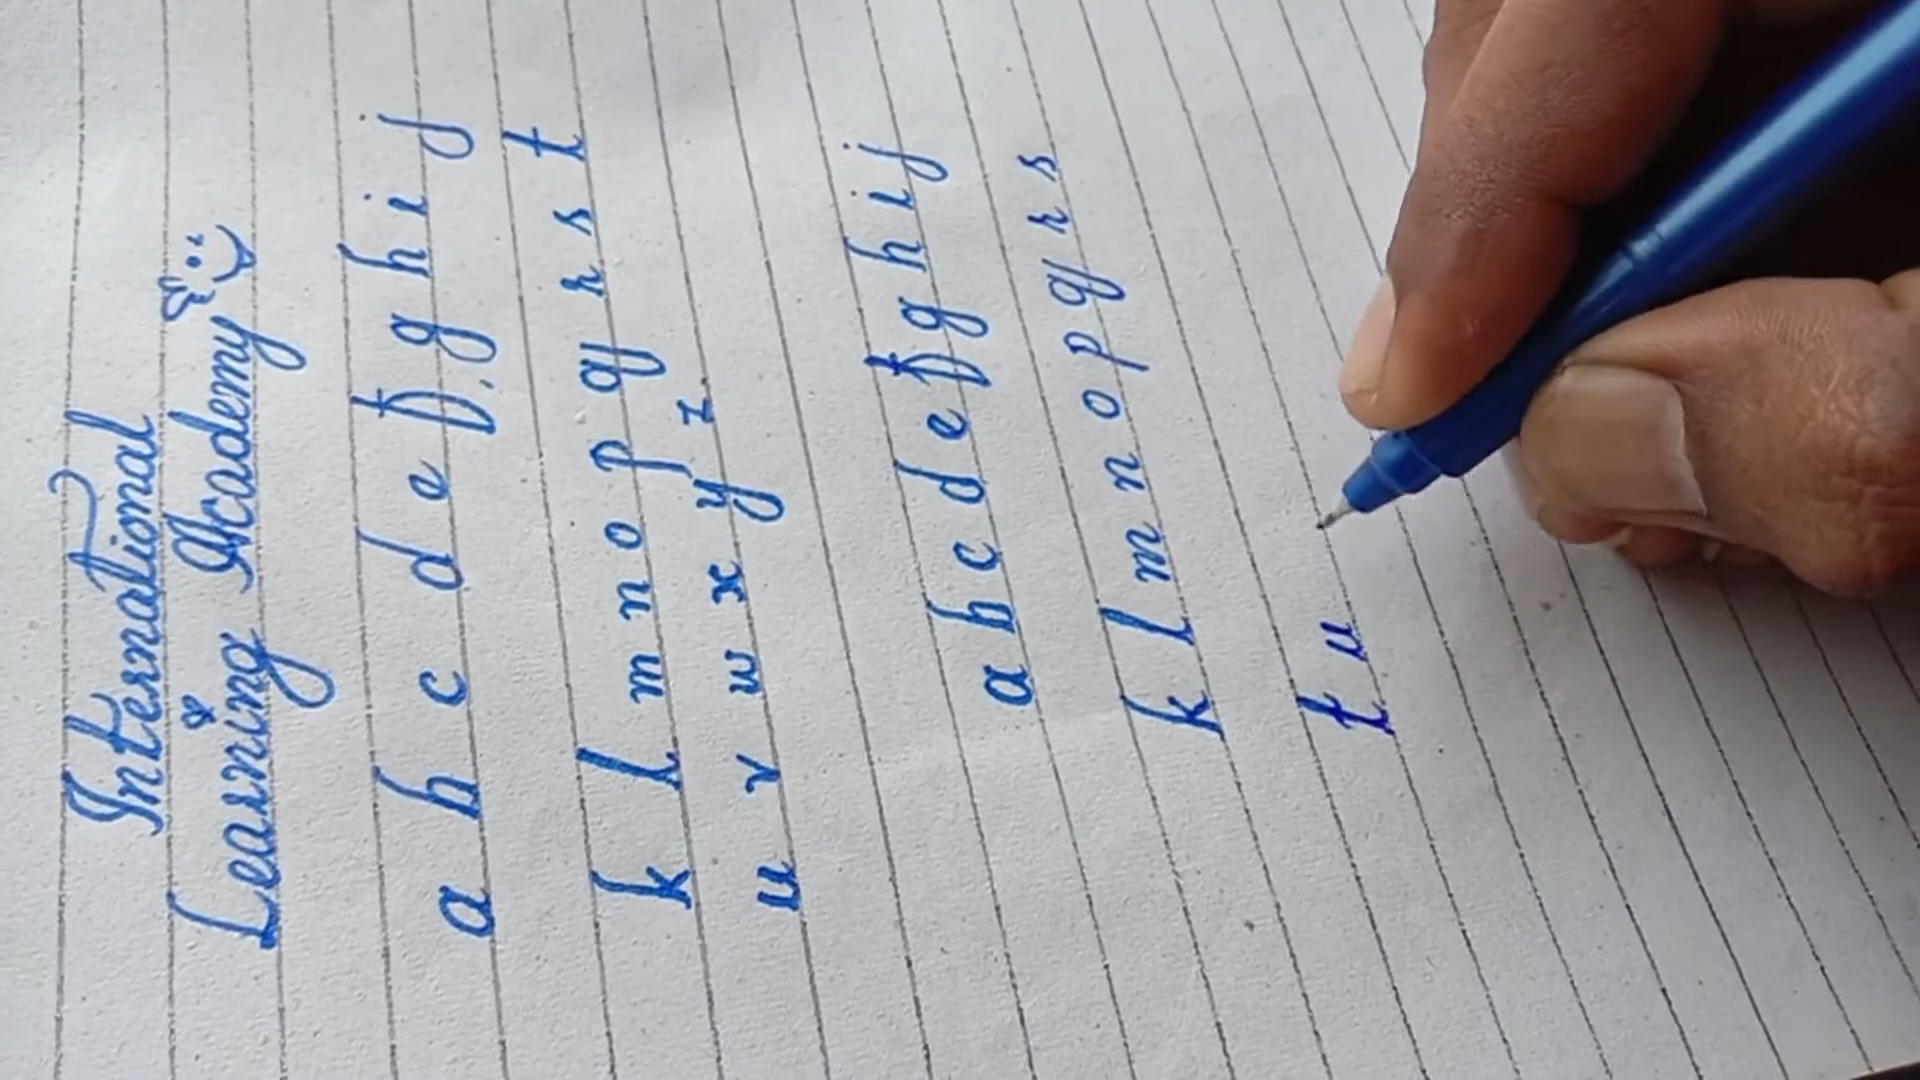 International
Learning Academy
a b c d e f g h i j
k l m n o p q r s t
u v w x y z
a b c d e f g h i j
k l m n o p q r s
t u